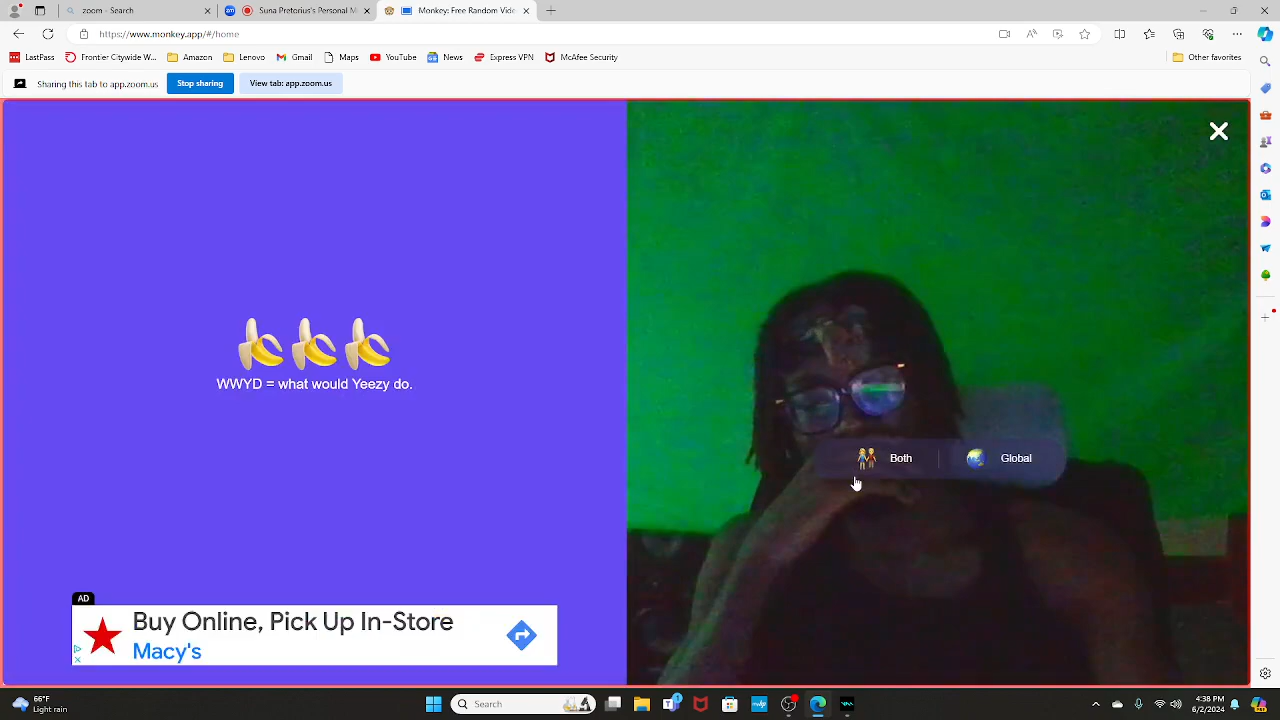 zoom - Search
Suna Pretorius's Personal M
Monkey: Free Random Vide
https://www.monkey.app/#/home
LastPass
Frontier Citywide W...
Amazon
Lenovo
Gmail
Maps
YouTube
News
Express VPN
McAfee Security
Other favorites
Sharing this tab to app.zoom.us
Stop sharing
View tab: app.zoom.us
WWYD = what would Yeezy do.
Both
Global
AD
Buy Online, Pick Up In-Store
Macy's
66°F
Light rain
Search
4:38 PM
6/2/2024